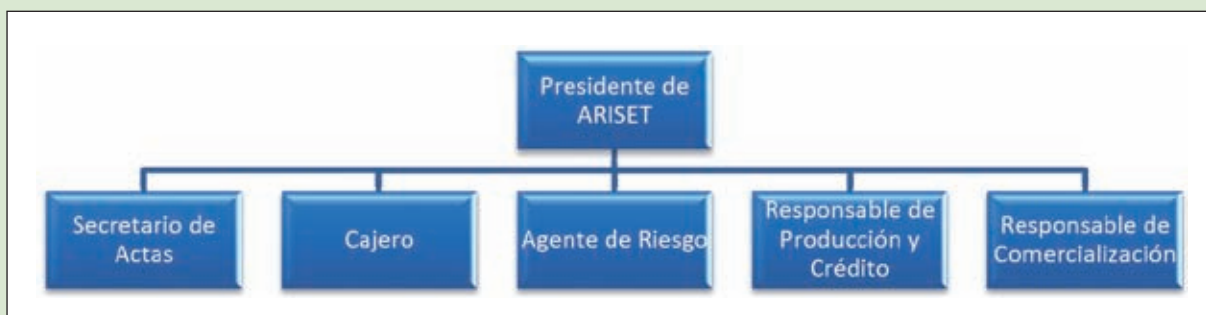 Presidente de
ARISET
Secretario de
Actas
Cajero
Agente de Riesgo
Responsable de
Producción y
Crédito
Responsable de
Comercialización